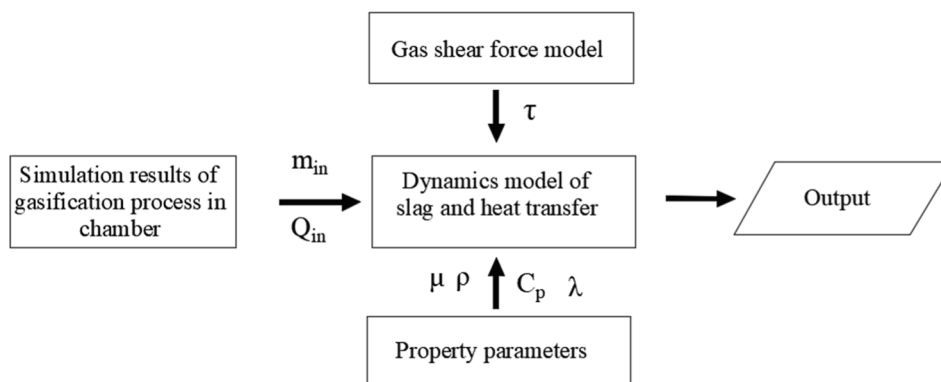 Gas shear force model
τ
Simulation results of
gasification process in
chamber
m_in
Q_in
Dynamics model of
slag and heat transfer
Output
μ ρ C_p λ
Property parameters